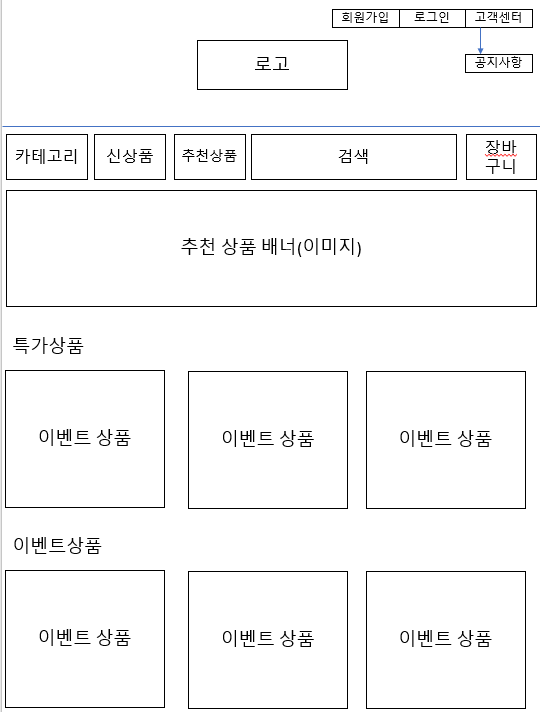 회원가입 로그인 고객센터
로고
공지사항
카테고리 신상품 추천상품 검색 장바
구니
추천 상품 배너(이미지)
특가상품
이벤트 상품 이벤트 상품 이벤트 상품
이벤트상품
이벤트 상품 이벤트 상품 이벤트 상품